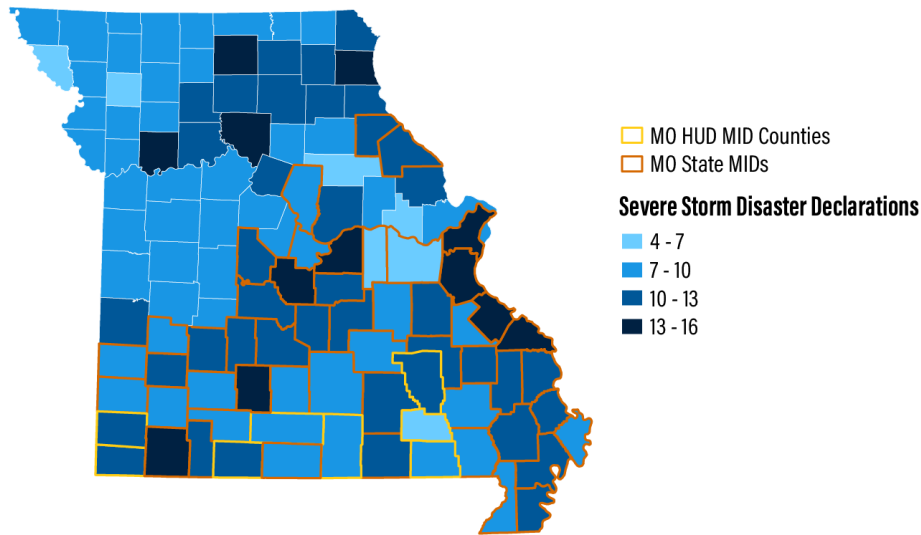 MO HUD MID Counties
MO State MIDs
Severe Storm Disaster Declarations
4 - 7
7 - 10
10 - 13
13 - 16